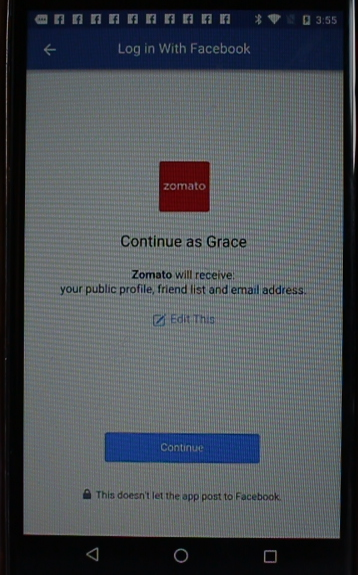 3:55
Log in With Facebook
zomato
Continue as Grace
Zomato will receive:
your public profile, friend list and email address.
Edit This
Continue
This doesn't let the app post to Facebook.